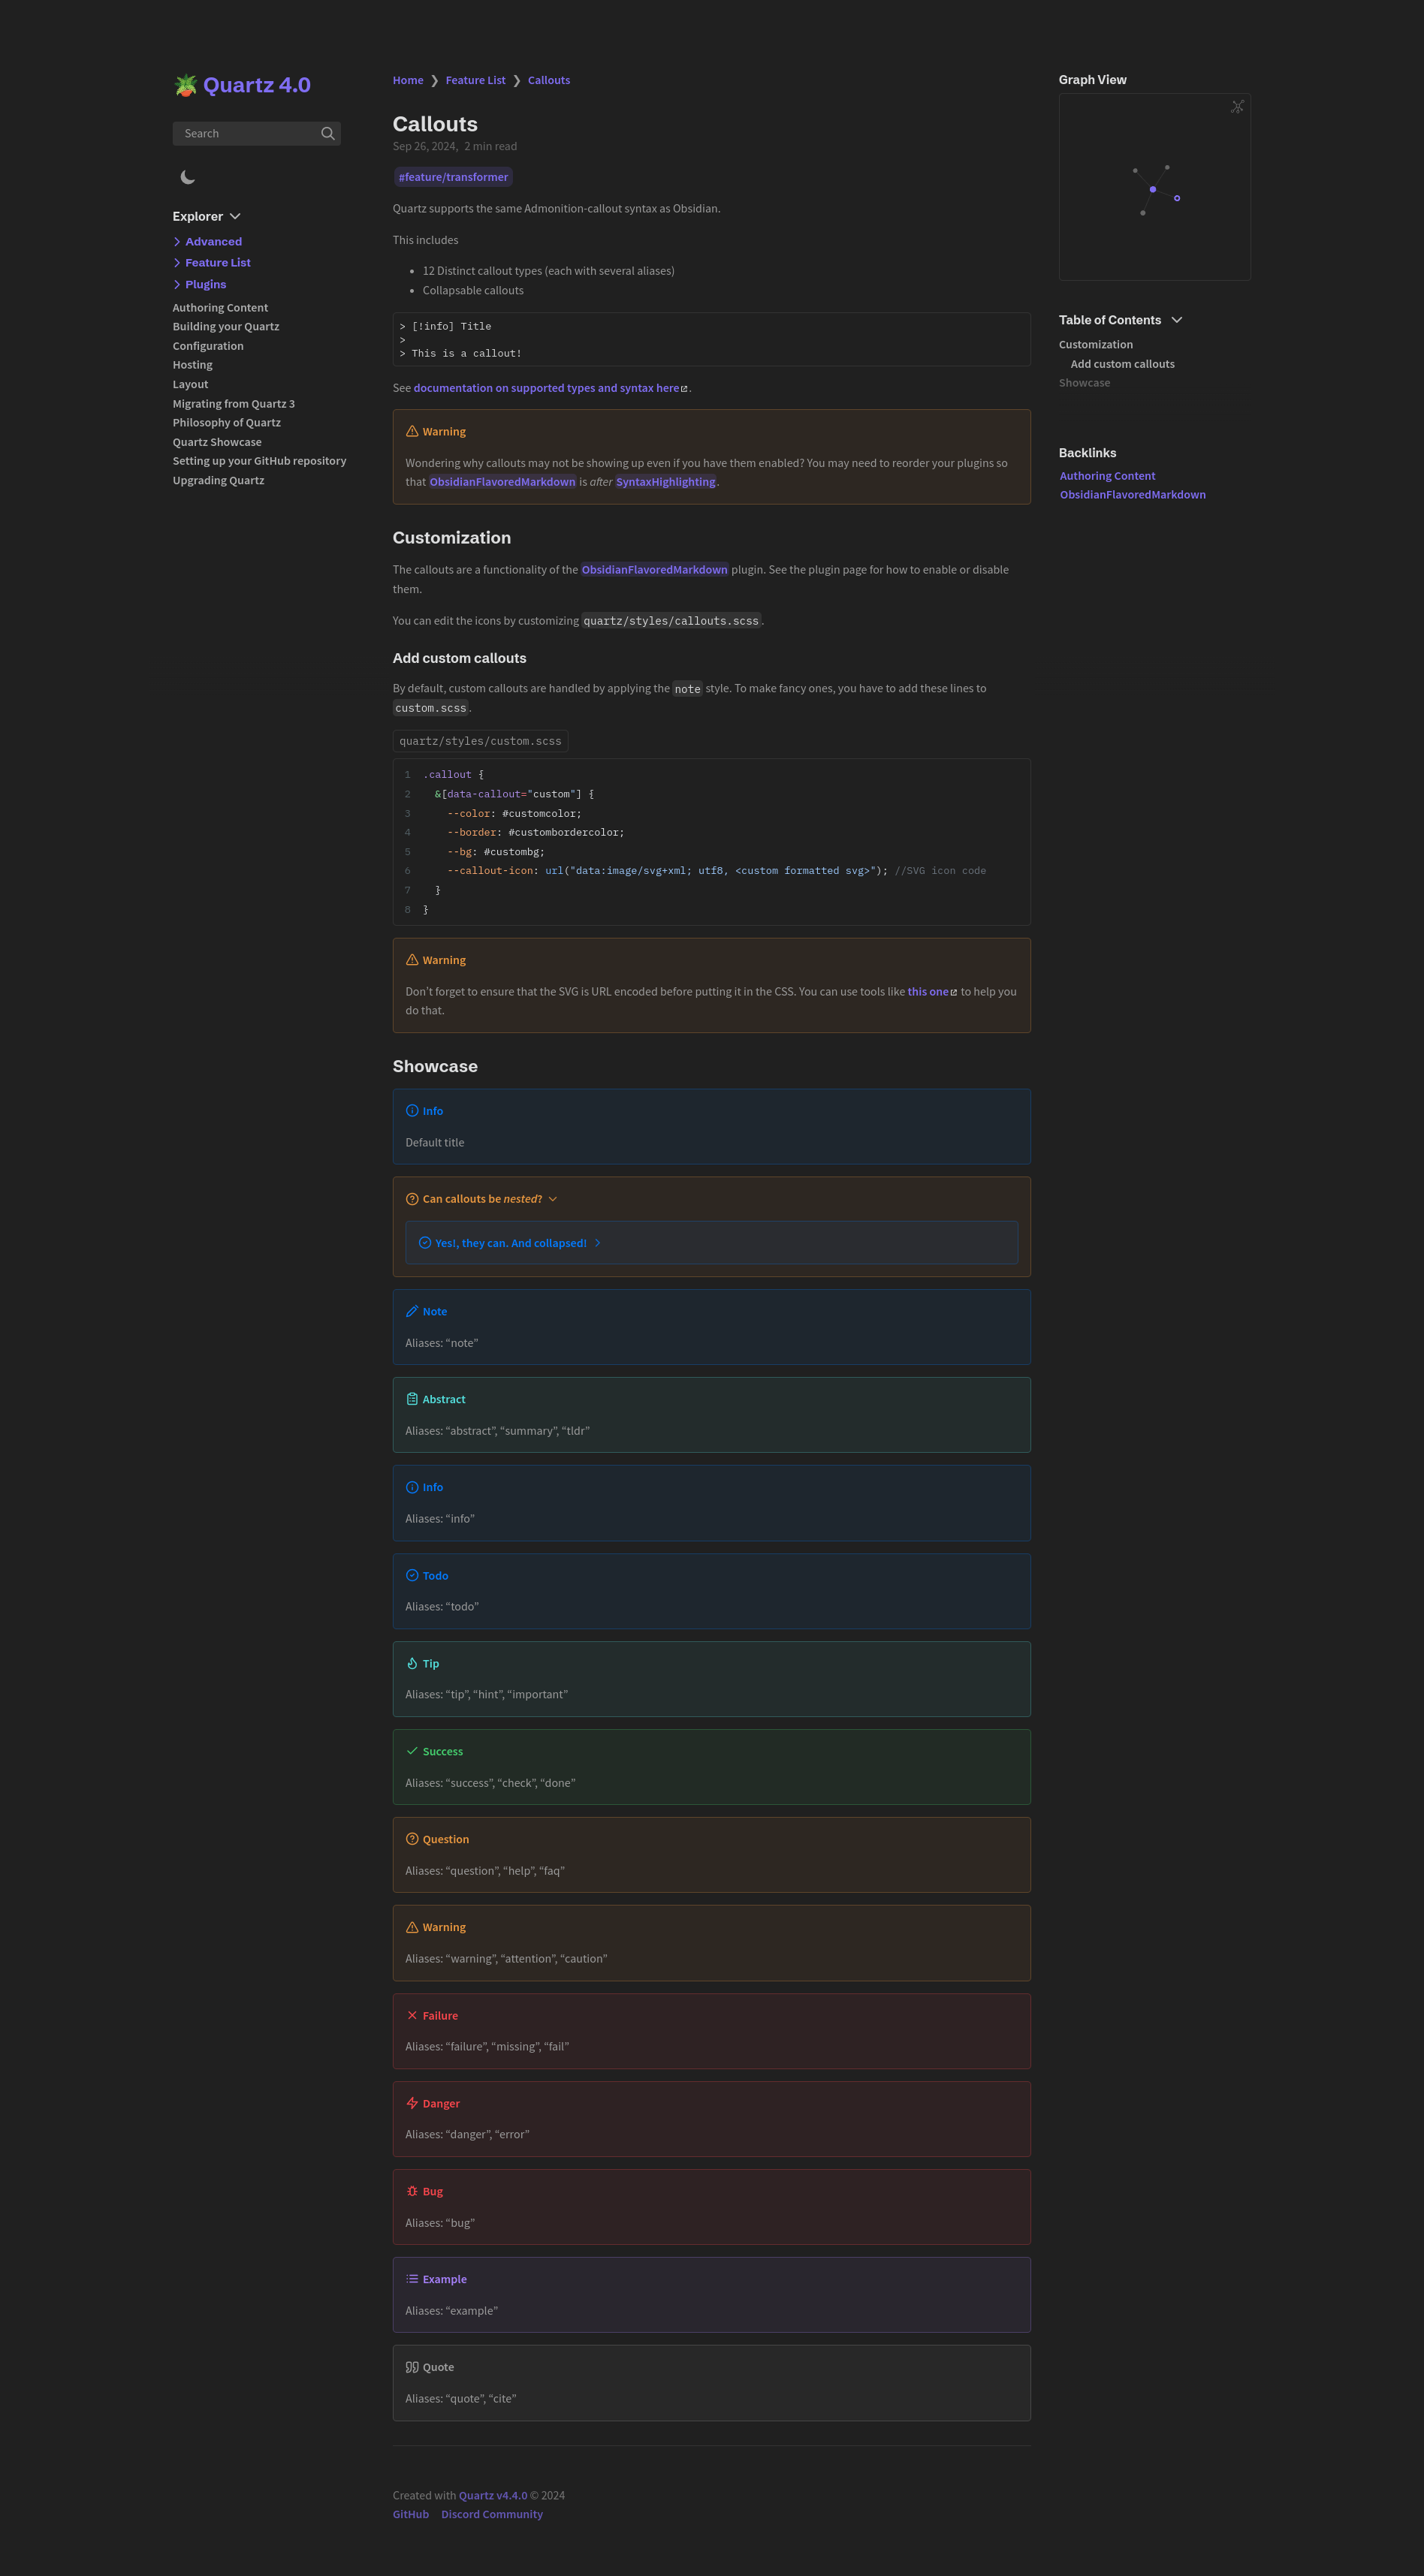 Quartz 4.0
Search
Explorer
Advanced
Feature List
Plugins
Authoring Content
Building your Quartz
Configuration
Hosting
Layout
Migrating from Quartz 3
Philosophy of Quartz
Quartz Showcase
Setting up your GitHub repository
Upgrading Quartz
Home ❯ Feature List ❯ Callouts
Callouts
Sep 26, 2024, 2 min read
#feature/transformer
Quartz supports the same Admonition-callout syntax as Obsidian.
This includes
• 12 Distinct callout types (each with several aliases)
• Collapsable callouts
> [!info] Title
>
> This is a callout!
See documentation on supported types and syntax here.
Warning
Wondering why callouts may not be showing up even if you have them enabled? You may need to reorder your plugins so
that ObsidianFlavoredMarkdown is after SyntaxHighlighting.
Customization
The callouts are a functionality of the ObsidianFlavoredMarkdown plugin. See the plugin page for how to enable or disable
them.
You can edit the icons by customizing quartz/styles/callouts.scss.
Add custom callouts
By default, custom callouts are handled by applying the note style. To make fancy ones, you have to add these lines to
custom.scss.
quartz/styles/custom.scss
1 .callout {
2   &[data-callout="custom"] {
3     --color: #customcolor;
4     --border: #custombordercolor;
5     --bg: #custombg;
6     --callout-icon: url("data:image/svg+xml; utf8, <custom formatted svg>"); //SVG icon code
7   }
8 }
Warning
Don’t forget to ensure that the SVG is URL encoded before putting it in the CSS. You can use tools like this one to help you
do that.
Showcase
Info
Default title
Can callouts be nested?
Yes!, they can. And collapsed!
Note
Aliases: “note”
Abstract
Aliases: “abstract”, “summary”, “tldr”
Info
Aliases: “info”
Todo
Aliases: “todo”
Tip
Aliases: “tip”, “hint”, “important”
Success
Aliases: “success”, “check”, “done”
Question
Aliases: “question”, “help”, “faq”
Warning
Aliases: “warning”, “attention”, “caution”
Failure
Aliases: “failure”, “missing”, “fail”
Danger
Aliases: “danger”, “error”
Bug
Aliases: “bug”
Example
Aliases: “example”
Quote
Aliases: “quote”, “cite”
Created with Quartz v4.4.0 © 2024
GitHub Discord Community
Graph View
Table of Contents
Customization
Add custom callouts
Showcase
Backlinks
Authoring Content
ObsidianFlavoredMarkdown